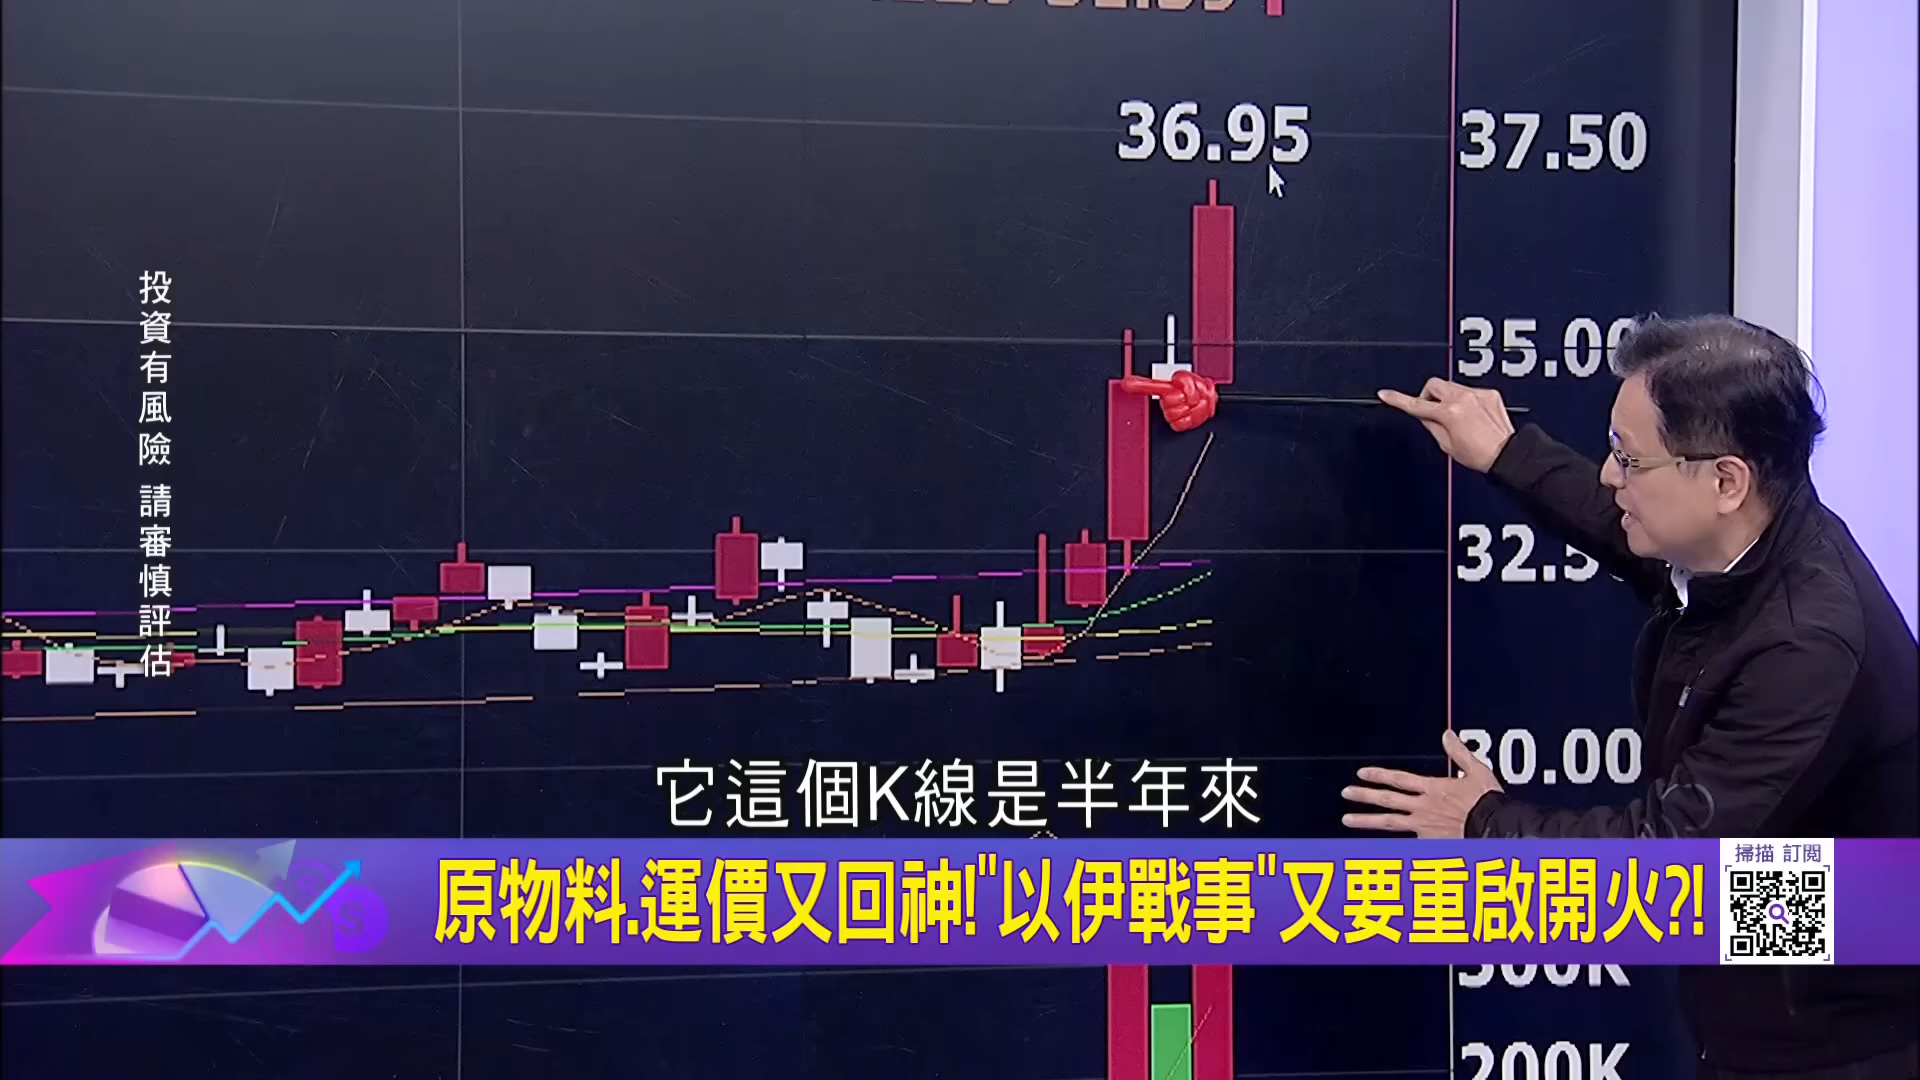 36.95
37.50
35.00
32.5
30.00
投資有風險 請審慎評估
它這個K線是半年來
原物料.運價又回神!"以伊戰事"又要重啟開火?!
掃描 訂閱
300K
200K